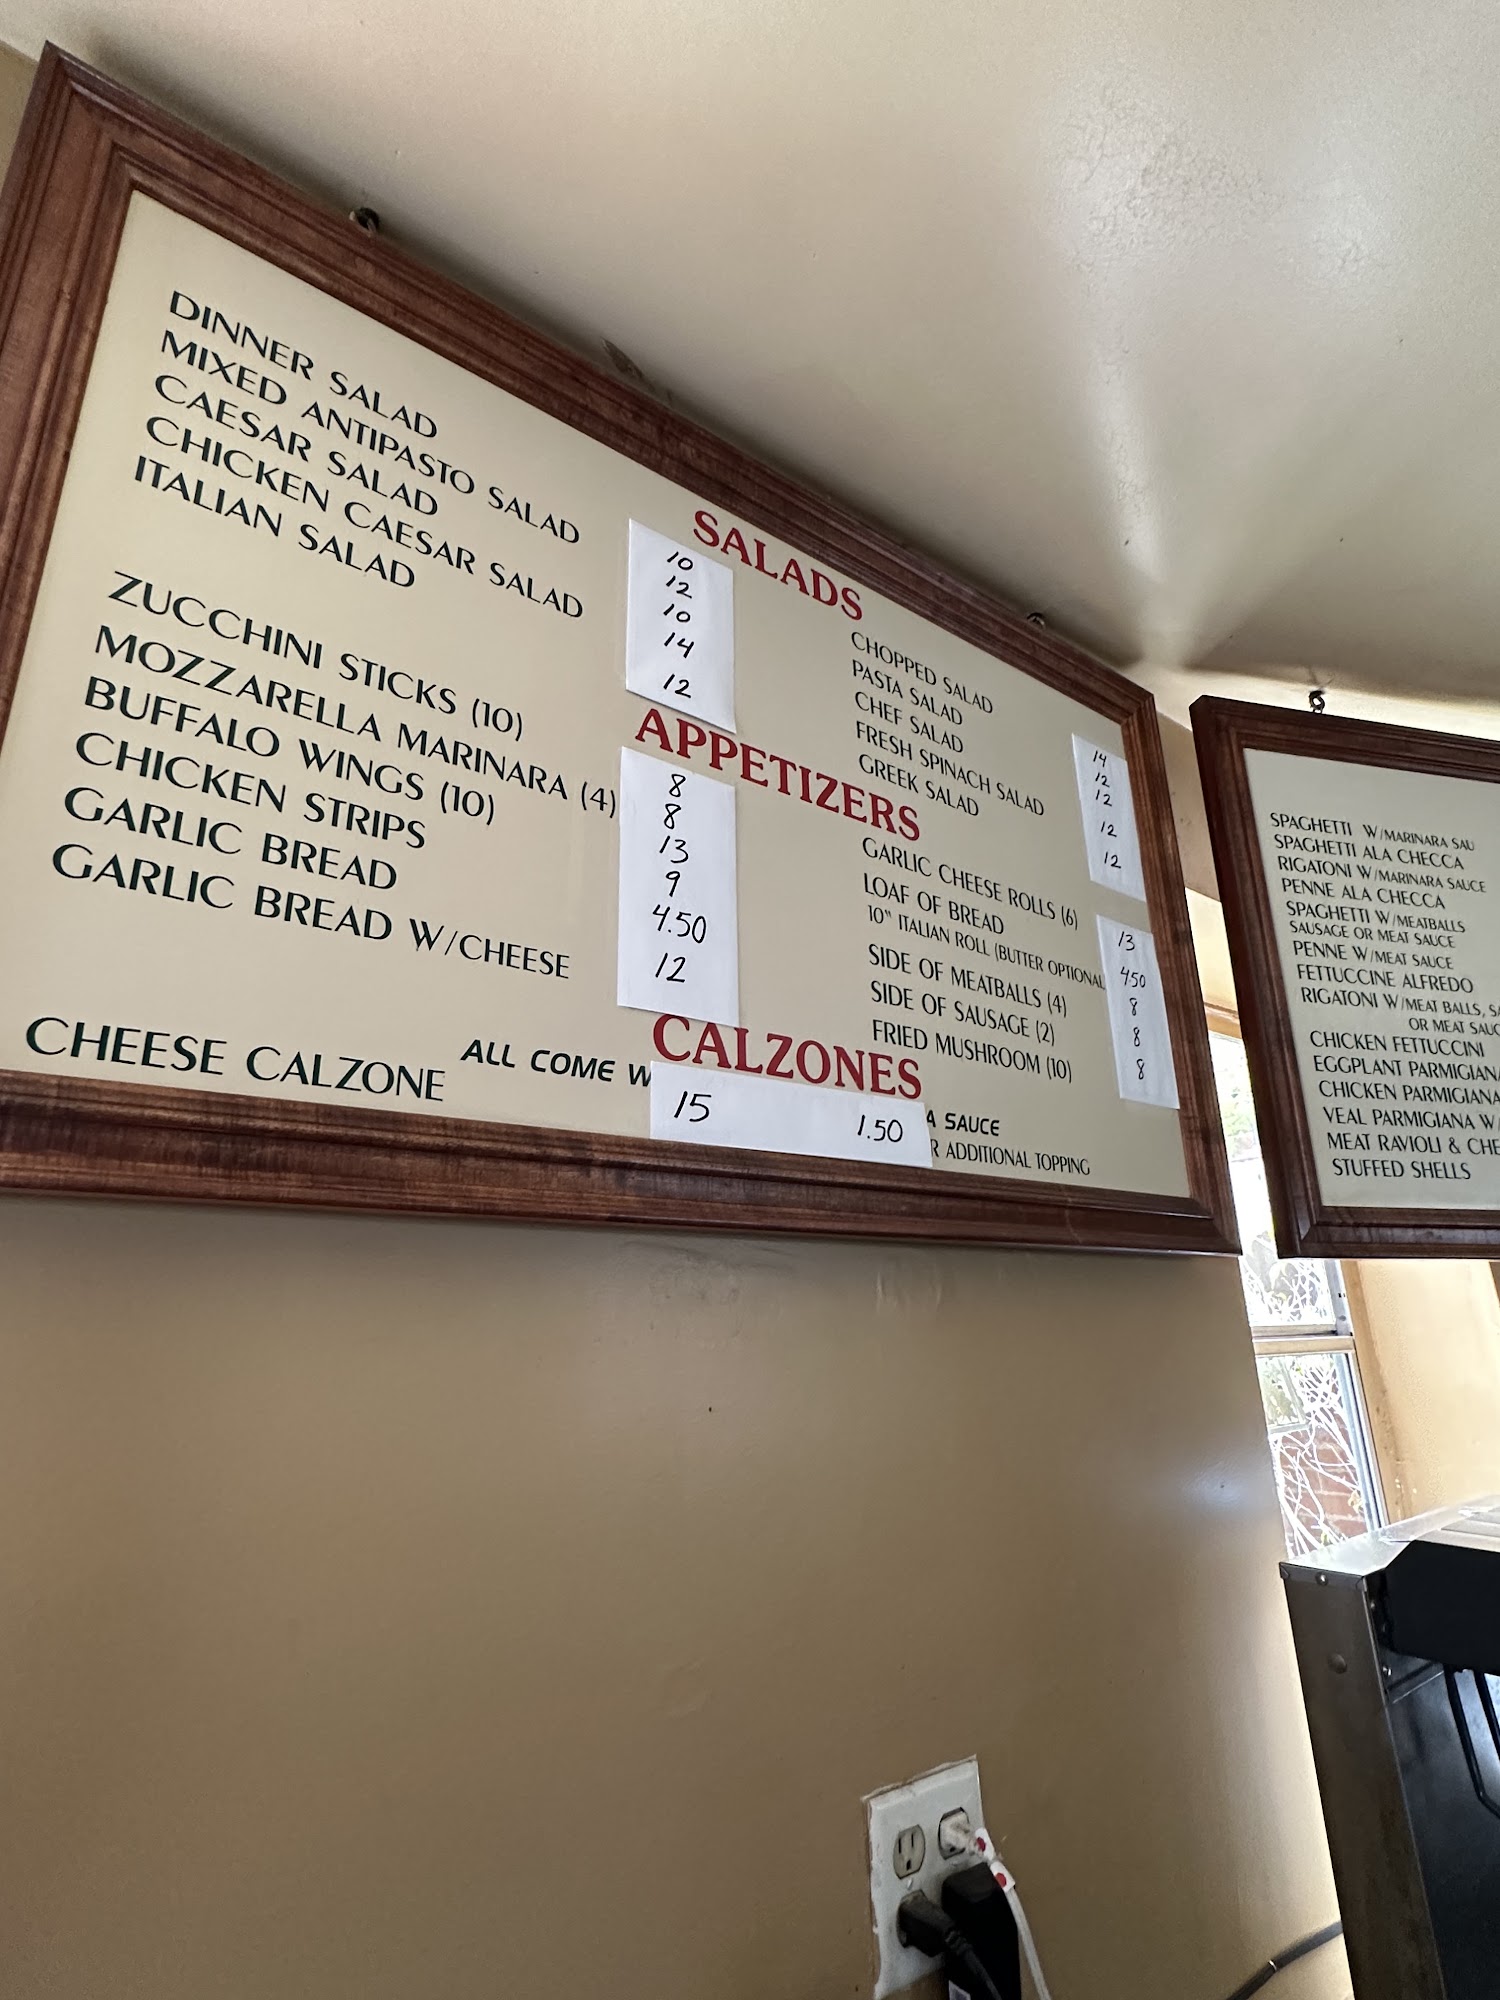 SALADS
DINNER SALAD 10
MIXED ANTIPASTO SALAD 12
CAESAR SALAD 10
CHICKEN CAESAR SALAD 14
ITALIAN SALAD 12
CHOPPED SALAD 14
PASTA SALAD 12
CHEF SALAD 12
FRESH SPINACH SALAD 12
GREEK SALAD 12
APPETIZERS
ZUCCHINI STICKS (10) 8
MOZZARELLA MARINARA (4) 8
BUFFALO WINGS (10) 13
CHICKEN STRIPS 9
GARLIC BREAD 4.50
GARLIC BREAD W/CHEESE 12
GARLIC CHEESE ROLLS (6) 13
LOAF OF BREAD 4.50
10" ITALIAN ROLL (BUTTER OPTIONAL
SIDE OF MEATBALLS (4) 8
SIDE OF SAUSAGE (2) 8
FRIED MUSHROOM (10) 8
CALZONES
ALL COME W A SAUCE
CHEESE CALZONE 15 1.50 R ADDITIONAL TOPPING
SPAGHETTI W/MARINARA SAU
SPAGHETTI ALA CHECCA
RIGATONI W/MARINARA SAUCE
PENNE ALA CHECCA
SPAGHETTI W/MEATBALLS
SAUSAGE OR MEAT SAUCE
PENNE W/MEAT SAUCE
FETTUCCINE ALFREDO
RIGATONI W/MEAT BALLS, SA
OR MEAT SAUC
CHICKEN FETTUCCINI
EGGPLANT PARMIGIANA
CHICKEN PARMIGIANA
VEAL PARMIGIANA W/
MEAT RAVIOLI & CHE
STUFFED SHELLS